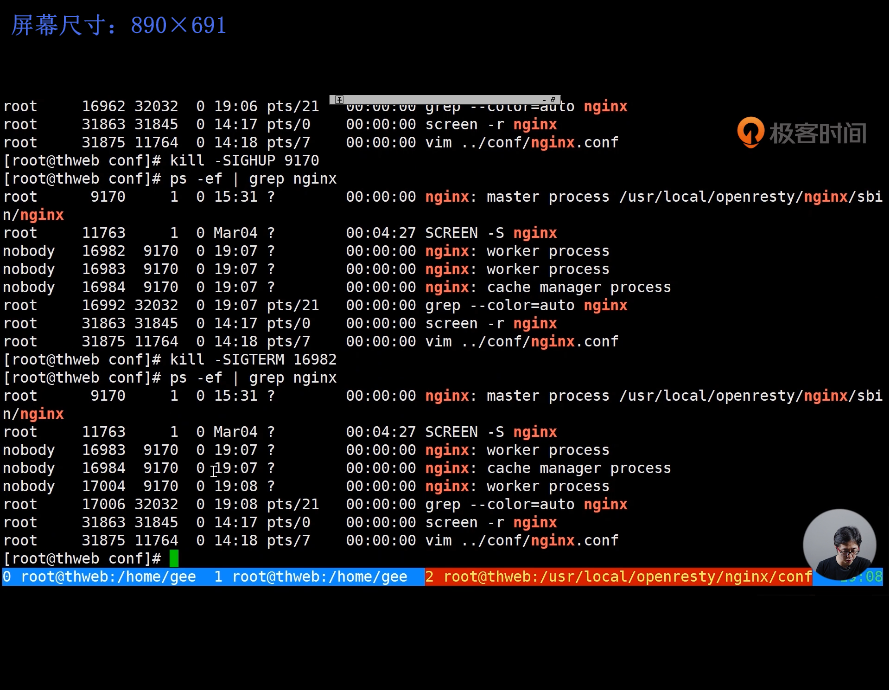 屏幕尺寸：890×691
root     16962 32032  0 19:06 pts/21   00:00:00 grep --color=auto nginx
极客时间
root     31863 31845  0 14:17 pts/0    00:00:00 screen -r nginx
root     31875 11764  0 14:18 pts/7    00:00:00 vim ../conf/nginx.conf
[root@thweb conf]# kill -SIGHUP 9170
[root@thweb conf]# ps -ef | grep nginx
root      9170     1  0 15:31 ?        00:00:00 nginx: master process /usr/local/openresty/nginx/sbi
n/nginx
root     11763     1  0 Mar04 ?        00:04:27 SCREEN -S nginx
nobody   16982  9170  0 19:07 ?        00:00:00 nginx: worker process
nobody   16983  9170  0 19:07 ?        00:00:00 nginx: worker process
nobody   16984  9170  0 19:07 ?        00:00:00 nginx: cache manager process
root     16992 32032  0 19:07 pts/21   00:00:00 grep --color=auto nginx
root     31863 31845  0 14:17 pts/0    00:00:00 screen -r nginx
root     31875 11764  0 14:18 pts/7    00:00:00 vim ../conf/nginx.conf
[root@thweb conf]# kill -SIGTERM 16982
[root@thweb conf]# ps -ef | grep nginx
root      9170     1  0 15:31 ?        00:00:00 nginx: master process /usr/local/openresty/nginx/sbi
n/nginx
root     11763     1  0 Mar04 ?        00:04:27 SCREEN -S nginx
nobody   16983  9170  0 19:07 ?        00:00:00 nginx: worker process
nobody   16984  9170  0 19:07 ?        00:00:00 nginx: cache manager process
nobody   17004  9170  0 19:08 ?        00:00:00 nginx: worker process
root     17006 32032  0 19:08 pts/21   00:00:00 grep --color=auto nginx
root     31863 31845  0 14:17 pts/0    00:00:00 screen -r nginx
root     31875 11764  0 14:18 pts/7    00:00:00 vim ../conf/nginx.conf
[root@thweb conf]#
0 root@thweb:/home/gee  1 root@thweb:/home/gee  2 root@thweb:/usr/local/openresty/nginx/conf